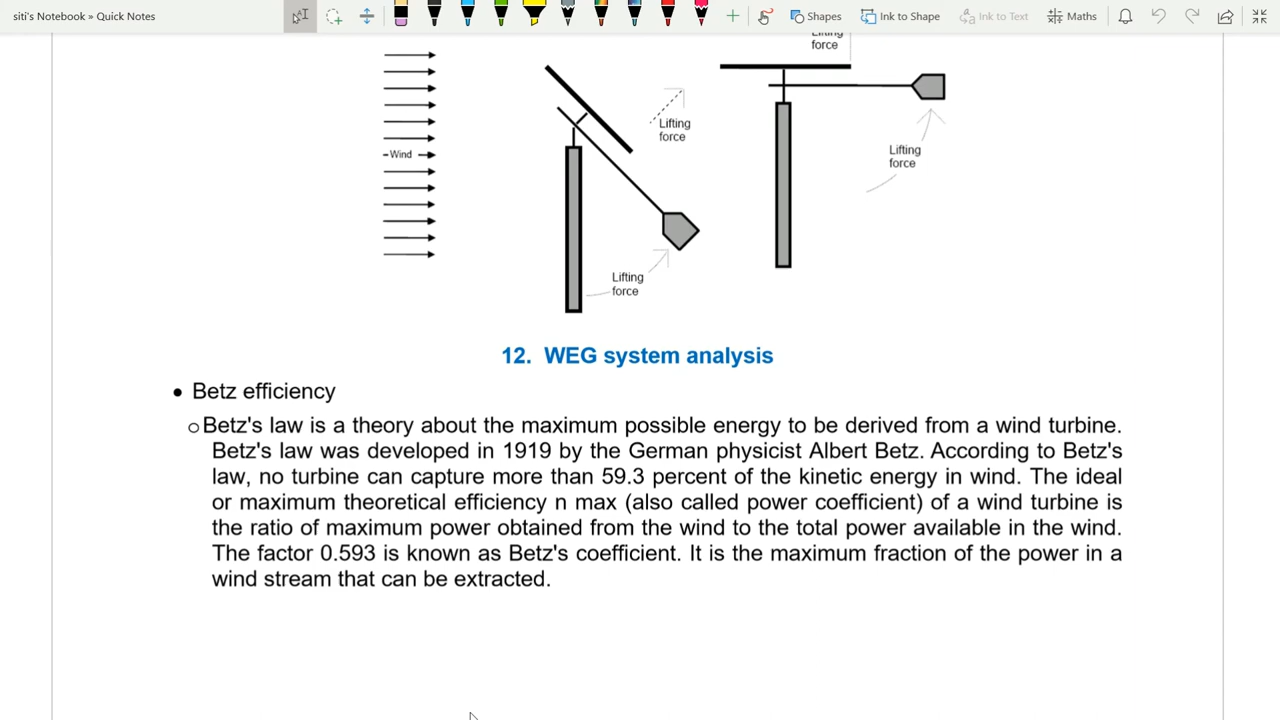 siti's Notebook » Quick Notes
Shapes
Ink to Shape
Ink to Text
Maths
Lifting
force
Lifting
force
Wind
Lifting
force
Lifting
force
12. WEG system analysis
• Betz efficiency
o Betz's law is a theory about the maximum possible energy to be derived from a wind turbine.
Betz's law was developed in 1919 by the German physicist Albert Betz. According to Betz's
law, no turbine can capture more than 59.3 percent of the kinetic energy in wind. The ideal
or maximum theoretical efficiency n max (also called power coefficient) of a wind turbine is
the ratio of maximum power obtained from the wind to the total power available in the wind.
The factor 0.593 is known as Betz's coefficient. It is the maximum fraction of the power in a
wind stream that can be extracted.